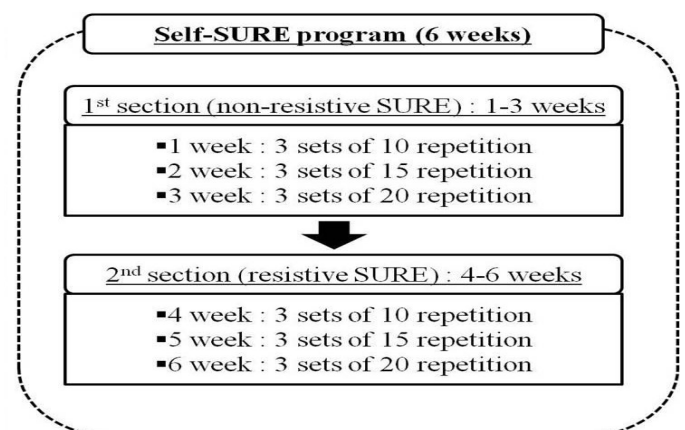 Self-SURE program (6 weeks)
1st section (non-resistive SURE) : 1-3 weeks
▪1 week : 3 sets of 10 repetition
▪2 week : 3 sets of 15 repetition
▪3 week : 3 sets of 20 repetition
2nd section (resistive SURE) : 4-6 weeks
▪4 week : 3 sets of 10 repetition
▪5 week : 3 sets of 15 repetition
▪6 week : 3 sets of 20 repetition